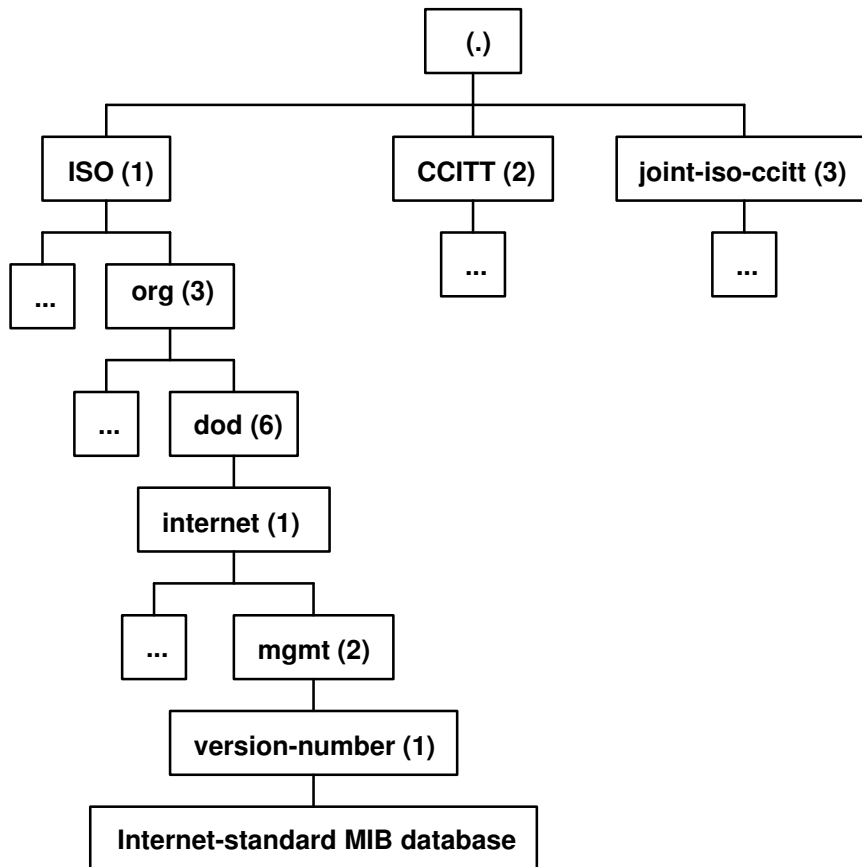 (.)
ISO (1)
CCITT (2)
joint-iso-ccitt (3)
...
org (3)
...
...
...
dod (6)
internet (1)
...
mgmt (2)
version-number (1)
Internet-standard MIB database